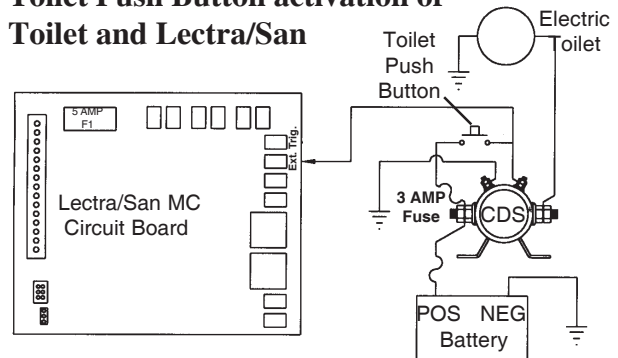 Toilet Push Button activation of
Toilet and Lectra/San
Electric
Toilet
Toilet
Push
Button
5 AMP
F1
Ext. Trig.
Lectra/San MC
Circuit Board
3 AMP
Fuse
CDS
POS NEG
Battery